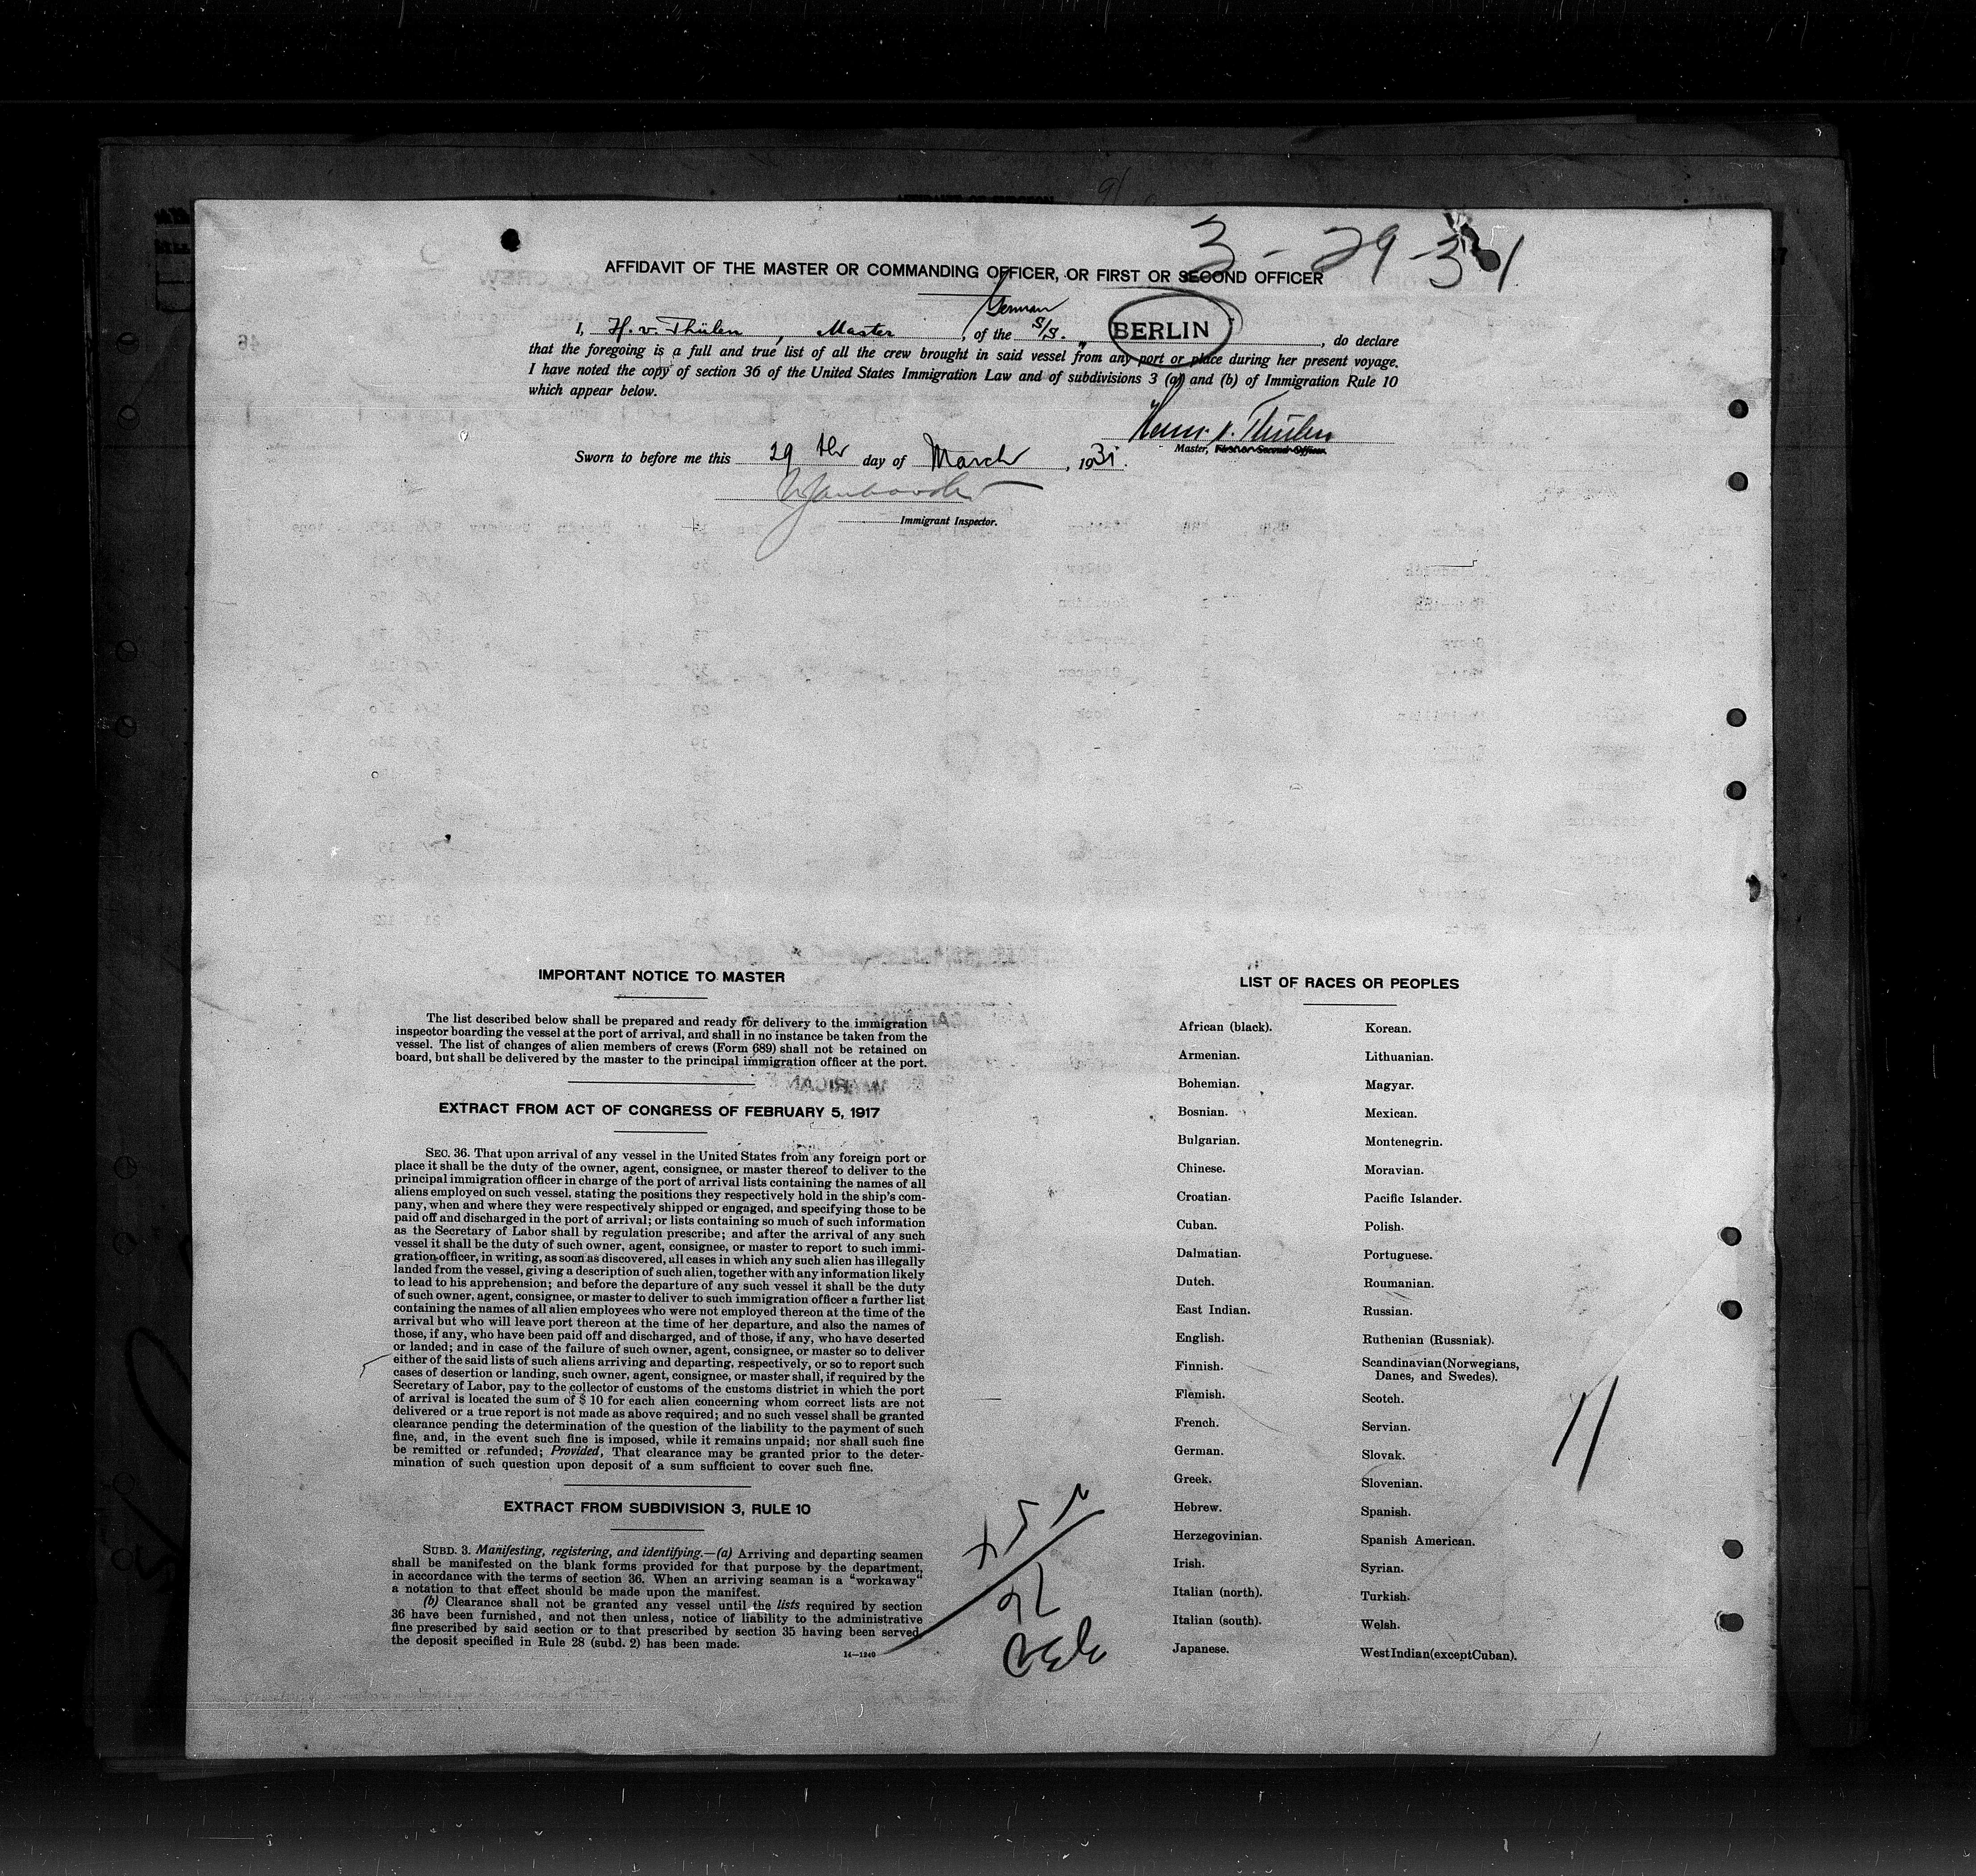 3-29-31
AFFIDAVIT OF THE MASTER OR COMMANDING OFFICER, OR FIRST OR SECOND OFFICER
German
I, H. v. Thülen, Master, of the S/S. „BERLIN", do declare
that the foregoing is a full and true list of all the crew brought in said vessel from any port or place during her present voyage.
I have noted the copy of section 36 of the United States Immigration Law and of subdivisions 3 (a) and (b) of Immigration Rule 10
which appear below.
v. Thülen
Master, First or Second Officer.
Sworn to before me this 29 th day of March, 1931.
Immigrant Inspector.
IMPORTANT NOTICE TO MASTER
The list described below shall be prepared and ready for delivery to the immigration
inspector boarding the vessel at the port of arrival, and shall in no instance be taken from the
vessel. The list of changes of alien members of crews (Form 689) shall not be retained on
board, but shall be delivered by the master to the principal immigration officer at the port.
EXTRACT FROM ACT OF CONGRESS OF FEBRUARY 5, 1917
SEC. 36. That upon arrival of any vessel in the United States from any foreign port or
place it shall be the duty of the owner, agent, consignee, or master thereof to deliver to the
principal immigration officer in charge of the port of arrival lists containing the names of all
aliens employed on such vessel, stating the positions they respectively hold in the ship's com-
pany, when and where they were respectively shipped or engaged, and specifying those to be
paid off and discharged in the port of arrival; or lists containing so much of such information
as the Secretary of Labor shall by regulation prescribe; and after the arrival of any such
vessel it shall be the duty of such owner, agent, consignee, or master to report to such immi-
gration officer, in writing, as soon as discovered, all cases in which any such alien has illegally
landed from the vessel, giving a description of such alien, together with any information likely
to lead to his apprehension; and before the departure of any such vessel it shall be the duty
of such owner, agent, consignee, or master to deliver to such immigration officer a further list
containing the names of all alien employees who were not employed thereon at the time of the
arrival but who will leave port thereon at the time of her departure, and also the names of
those, if any, who have been paid off and discharged, and of those, if any, who have deserted
or landed; and in case of the failure of such owner, agent, consignee, or master so to deliver
either of the said lists of such aliens arriving and departing, respectively, or so to report such
cases of desertion or landing, such owner, agent, consignee, or master shall, if required by the
Secretary of Labor, pay to the collector of customs of the customs district in which the port
of arrival is located the sum of $ 10 for each alien concerning whom correct lists are not
delivered or a true report is not made as above required; and no such vessel shall be granted
clearance pending the determination of the question of the liability to the payment of such
fine, and, in the event such fine is imposed, while it remains unpaid; nor shall such fine
be remitted or refunded; Provided, That clearance may be granted prior to the deter-
mination of such question upon deposit of a sum sufficient to cover such fine.
EXTRACT FROM SUBDIVISION 3, RULE 10
SUBD. 3. Manifesting, registering, and identifying.—(a) Arriving and departing seamen
shall be manifested on the blank forms provided for that purpose by the department,
in accordance with the terms of section 36. When an arriving seaman is a "workaway"
a notation to that effect should be made upon the manifest.
(b) Clearance shall not be granted any vessel until the lists required by section
36 have been furnished, and not then unless, notice of liability to the administrative
fine prescribed by said section or to that prescribed by section 35 having been served,
the deposit specified in Rule 28 (subd. 2) has been made.
14—1240
LIST OF RACES OR PEOPLES
African (black).
Armenian.
Bohemian.
Bosnian.
Bulgarian.
Chinese.
Croatian.
Cuban.
Dalmatian.
Dutch.
East Indian.
English.
Finnish.
Flemish.
French.
German.
Greek.
Hebrew.
Herzegovinian.
Irish.
Italian (north).
Italian (south).
Japanese.
Korean.
Lithuanian.
Magyar.
Mexican.
Montenegrin.
Moravian.
Pacific Islander.
Polish.
Portuguese.
Roumanian.
Russian.
Ruthenian (Russniak).
Scandinavian (Norwegians,
Danes, and Swedes).
Scotch.
Servian.
Slovak.
Slovenian.
Spanish.
Spanish American.
Syrian.
Turkish.
Welsh.
West Indian (except Cuban).
11